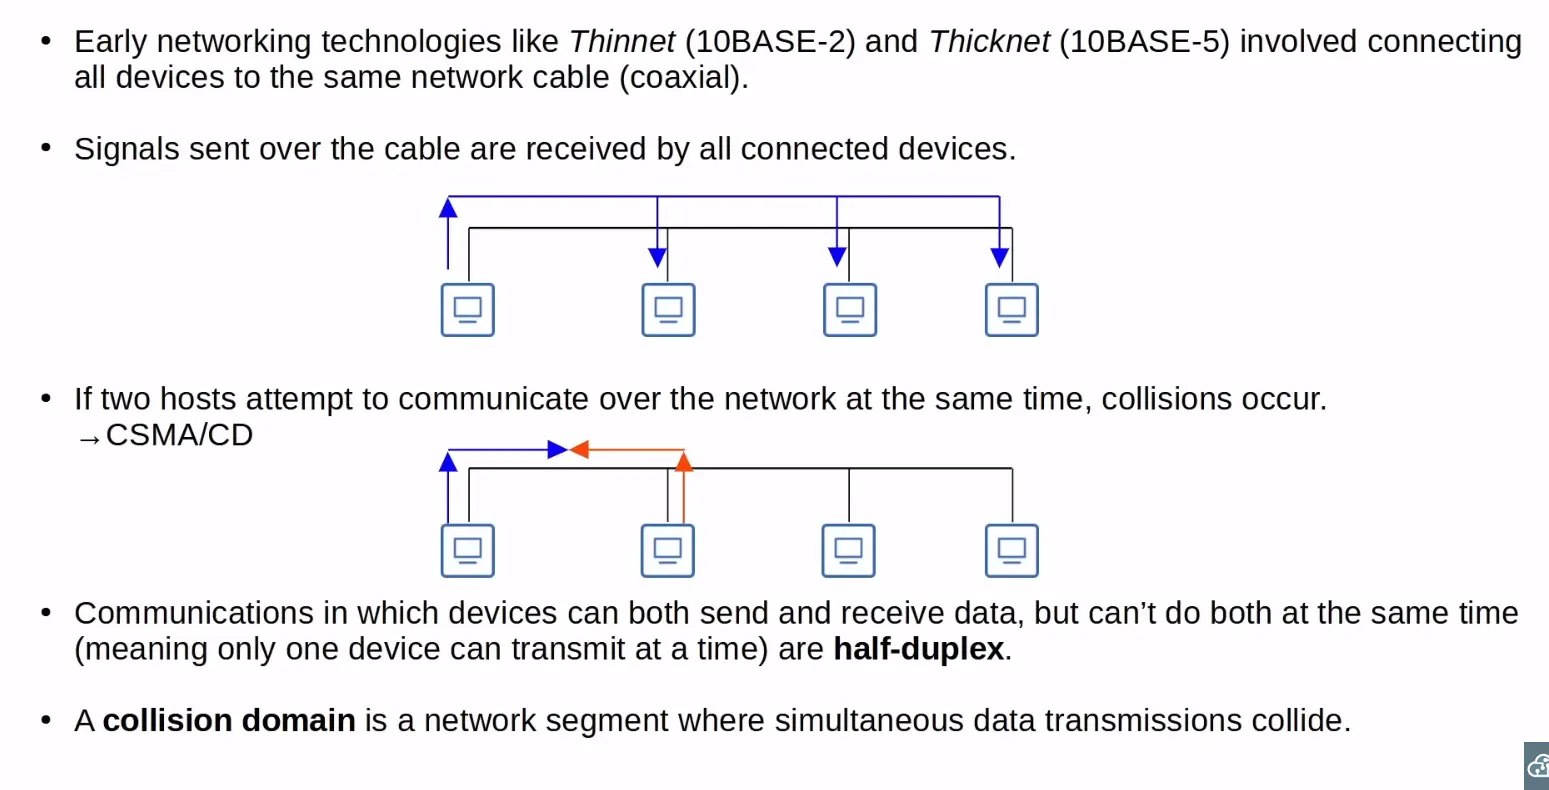 • Early networking technologies like Thinnet (10BASE-2) and Thicknet (10BASE-5) involved connecting
all devices to the same network cable (coaxial).
• Signals sent over the cable are received by all connected devices.
• If two hosts attempt to communicate over the network at the same time, collisions occur.
→CSMA/CD
• Communications in which devices can both send and receive data, but can’t do both at the same time
(meaning only one device can transmit at a time) are half-duplex.
• A collision domain is a network segment where simultaneous data transmissions collide.